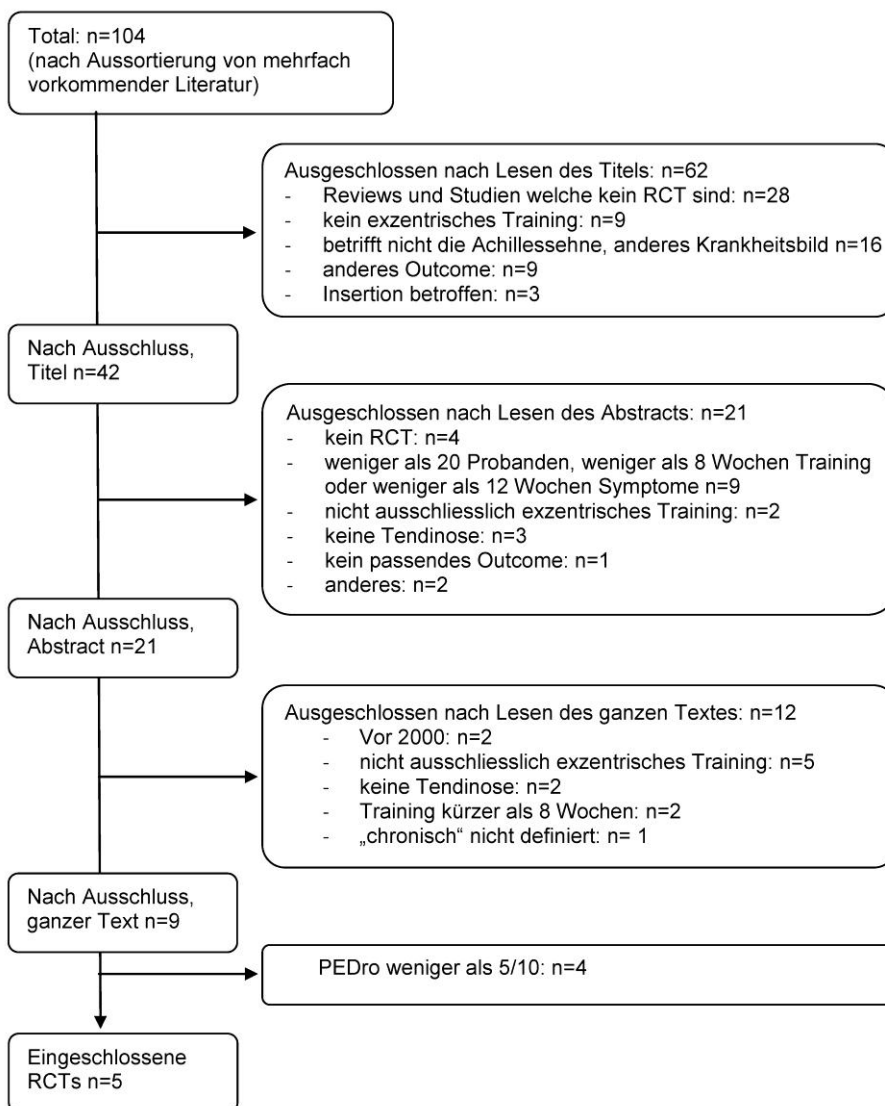 Total: n=104
(nach Aussortierung von mehrfach
vorkommender Literatur)
Ausgeschlossen nach Lesen des Titels: n=62
- Reviews und Studien welche kein RCT sind: n=28
- kein exzentrisches Training: n=9
- betrifft nicht die Achillessehne, anderes Krankheitsbild n=16
- anderes Outcome: n=9
- Insertion betroffen: n=3
Nach Ausschluss,
Titel n=42
Ausgeschlossen nach Lesen des Abstracts: n=21
- kein RCT: n=4
- weniger als 20 Probanden, weniger als 8 Wochen Training
oder weniger als 12 Wochen Symptome n=9
- nicht ausschliesslich exzentrisches Training: n=2
- keine Tendinose: n=3
- kein passendes Outcome: n=1
- anderes: n=2
Nach Ausschluss,
Abstract n=21
Ausgeschlossen nach Lesen des ganzen Textes: n=12
- Vor 2000: n=2
- nicht ausschliesslich exzentrisches Training: n=5
- keine Tendinose: n=2
- Training kürzer als 8 Wochen: n=2
- „chronisch“ nicht definiert: n= 1
Nach Ausschluss,
ganzer Text n=9
PEDro weniger als 5/10: n=4
Eingeschlossene
RCTs n=5